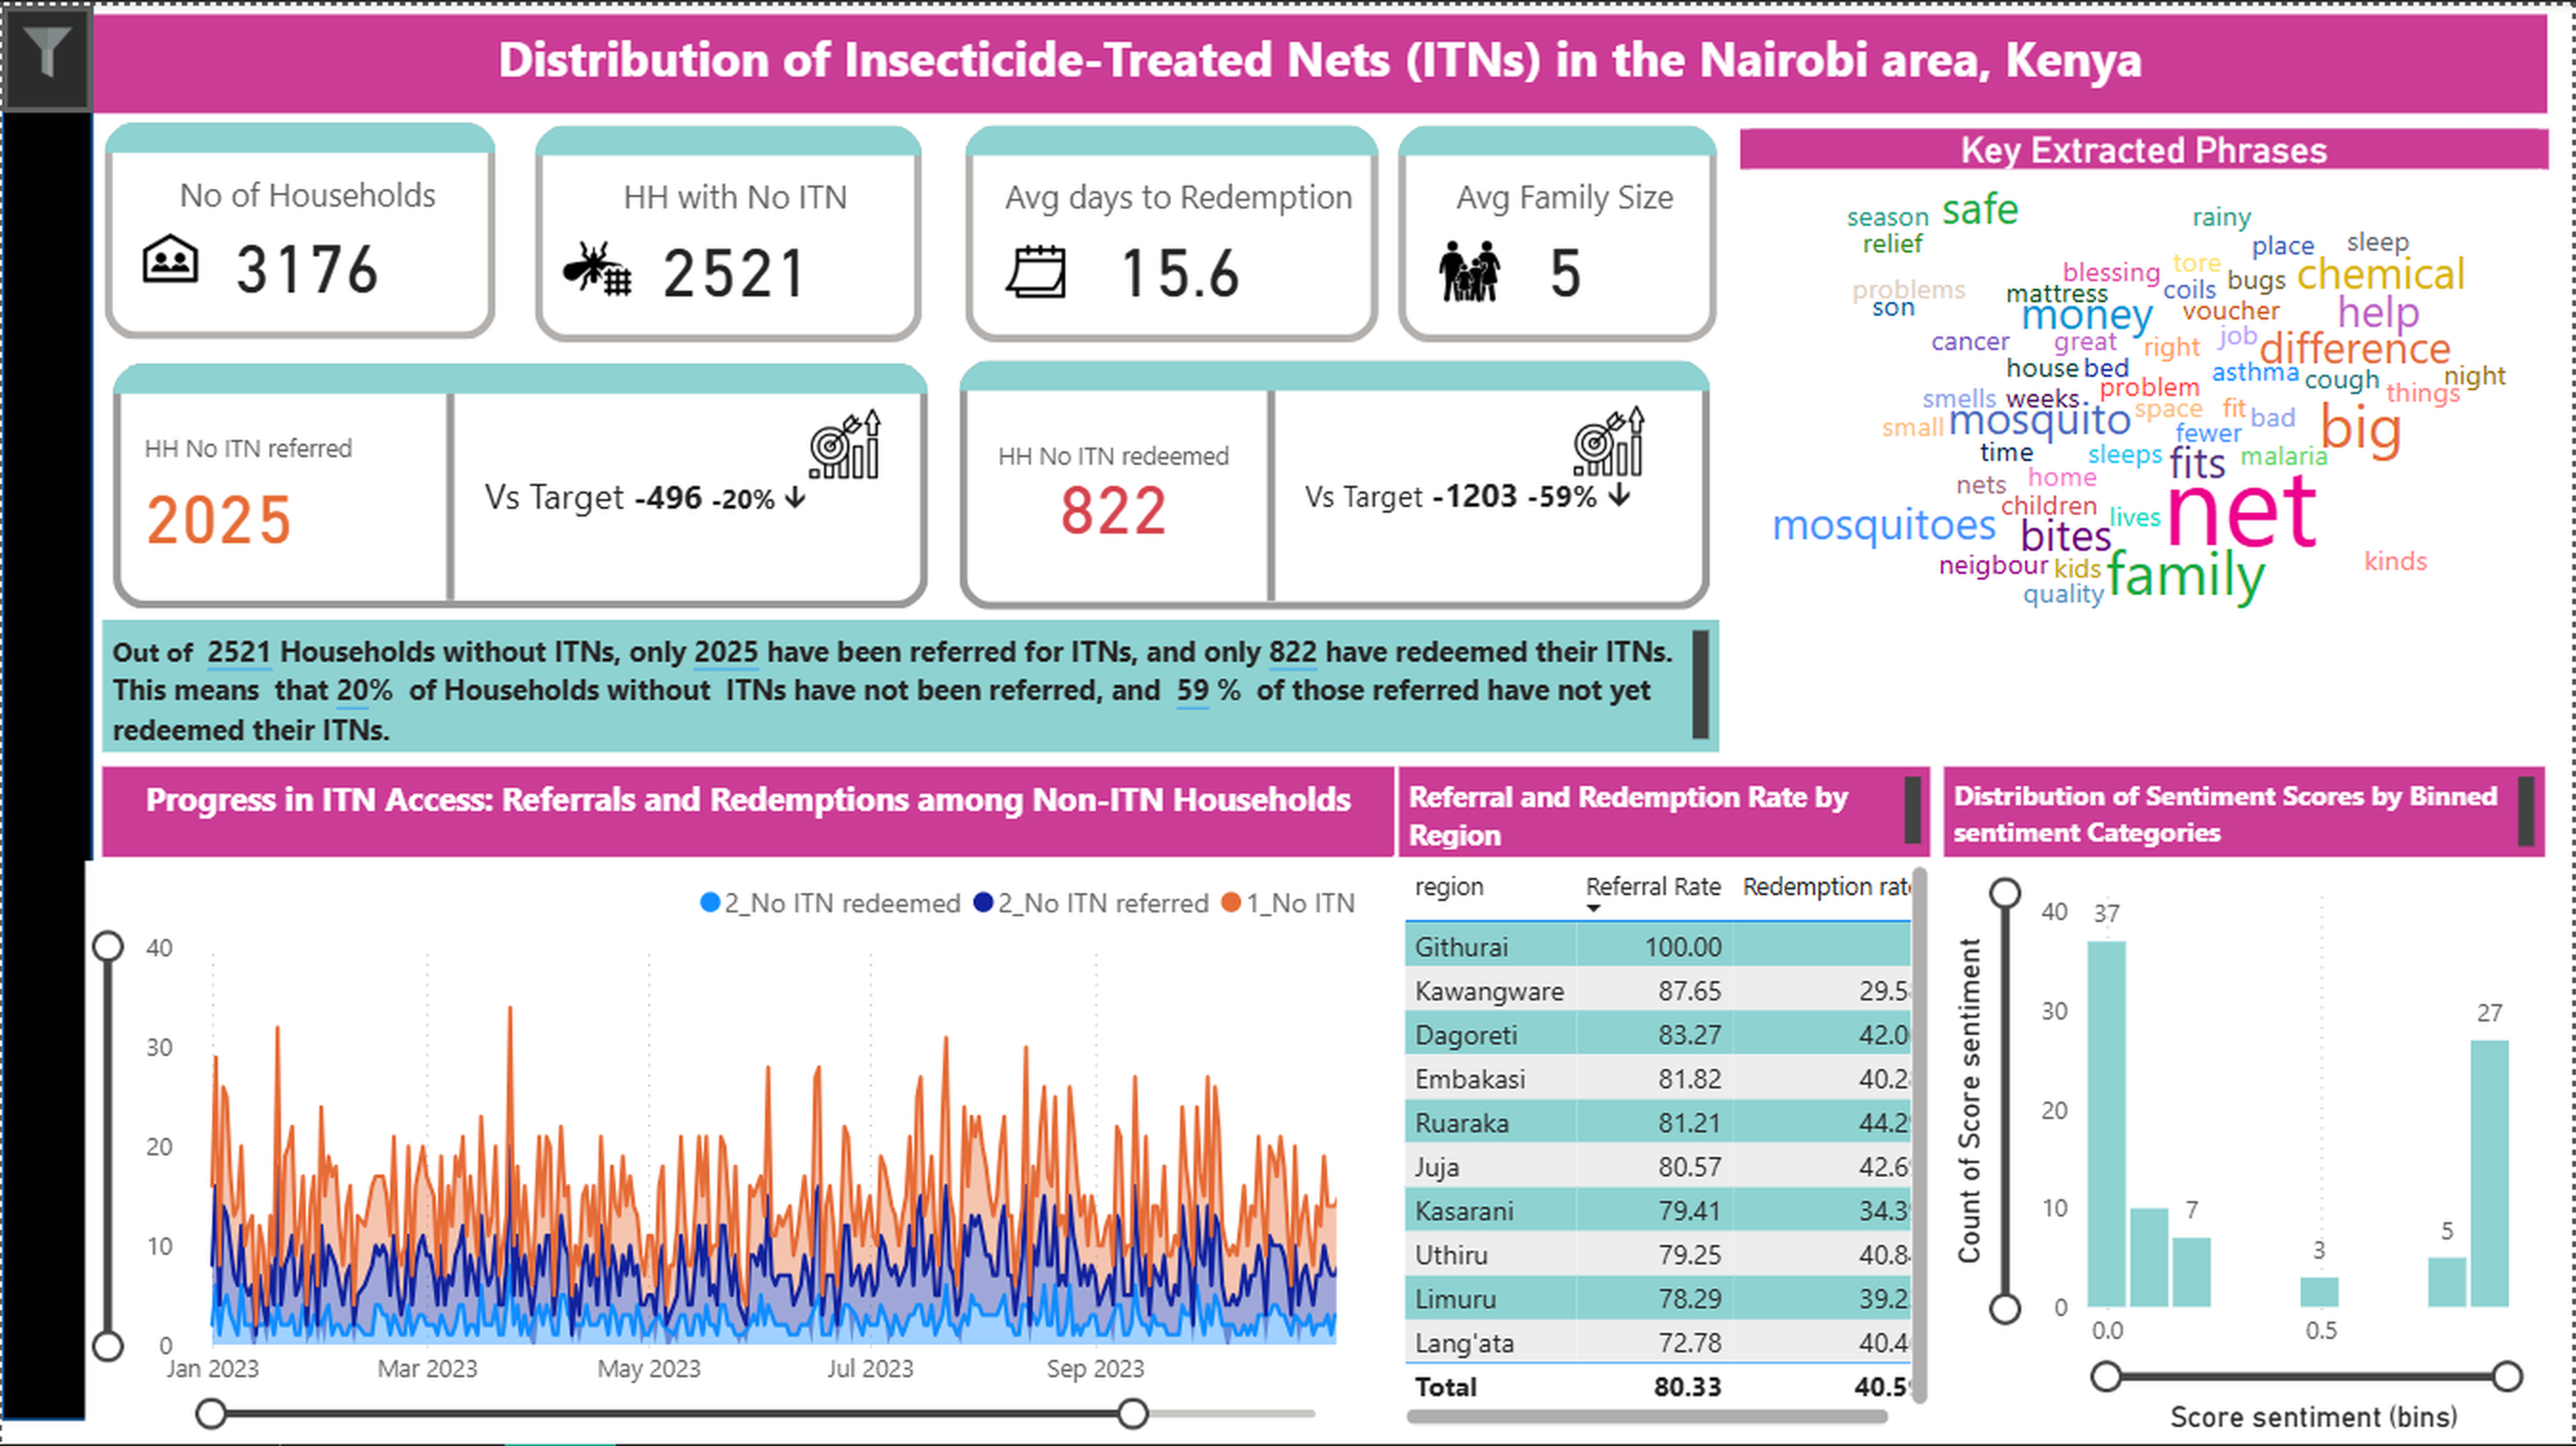 Distribution of Insecticide-Treated Nets (ITNs) in the Nairobi area, Kenya
No of Households
3176
HH with No ITN
2521
Avg days to Redemption
15.6
Avg Family Size
5
HH No ITN referred
2025
Vs Target -496 -20% ↓
HH No ITN redeemed
822
Vs Target -1203 -59% ↓
Out of 2521 Households without ITNs, only 2025 have been referred for ITNs, and only 822 have redeemed their ITNs.
This means that 20% of Households without ITNs have not been referred, and 59 % of those referred have not yet
redeemed their ITNs.
Key Extracted Phrases
season safe rainy
relief place sleep
blessing tore bugs chemical
problems mattress coils
son money voucher help
cancer great right job difference
house bed asthma cough night
smells weeks problem things
small mosquito space fit bad big
fewer
time sleeps fits malaria
nets home net
children
mosquitoes bites lives
neigbour kids family kinds
quality
Progress in ITN Access: Referrals and Redemptions among Non-ITN Households
2_No ITN redeemed 2_No ITN referred 1_No ITN
40
30
20
10
0
Jan 2023 Mar 2023 May 2023 Jul 2023 Sep 2023
Referral and Redemption Rate by
Region
region Referral Rate Redemption rat
Githurai 100.00
Kawangware 87.65 29.5
Dagoreti 83.27 42.0
Embakasi 81.82 40.2
Ruaraka 81.21 44.2
Juja 80.57 42.6
Kasarani 79.41 34.3
Uthiru 79.25 40.8
Limuru 78.29 39.2
Lang'ata 72.78 40.4
Total 80.33 40.5
Distribution of Sentiment Scores by Binned
sentiment Categories
Count of Score sentiment
40
30
20
10
0
37
7
3
5
27
0.0 0.5
Score sentiment (bins)